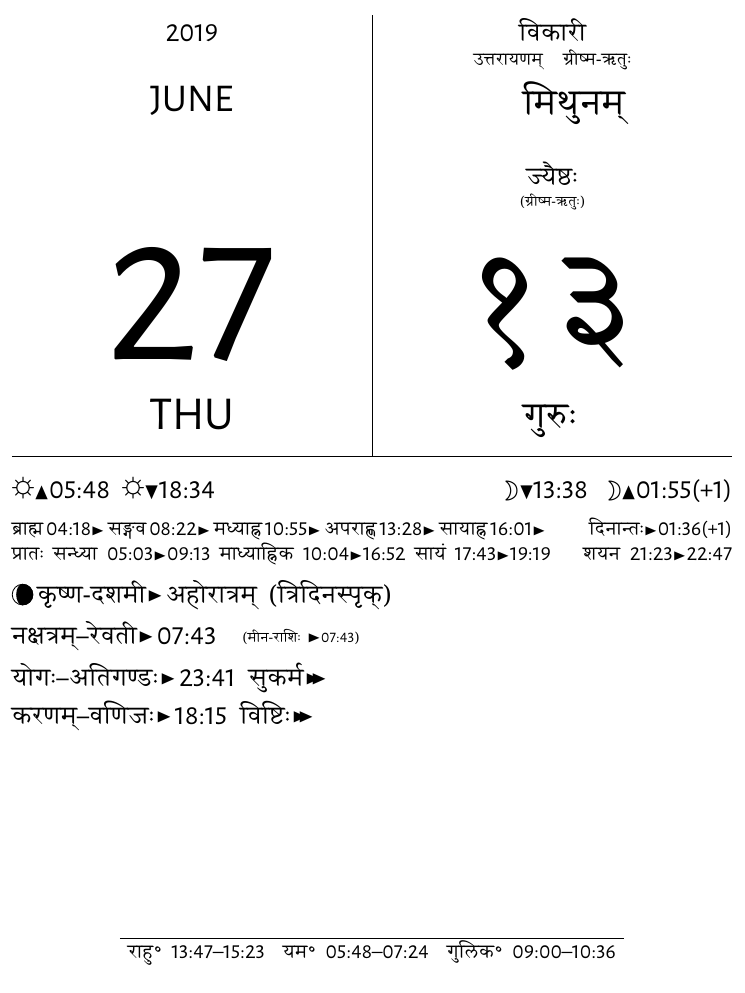 2019
JUNE
27
THU
विकारी
उत्तरायणम् ग्रीष्म-ऋतुः
मिथुनम्
ज्यैष्ठः
(ग्रीष्म-ऋतुः)
१३
गुरुः
☼▲05:48 ☼▼18:34 ☽▼13:38 ☽▲01:55(+1)
ब्राह्म 04:18► सङ्गव 08:22► मध्याह्न 10:55► अपराह्ण 13:28► सायाह्न 16:01► दिनान्तः►01:36(+1)
प्रातः सन्ध्या 05:03►09:13 माध्याह्निक 10:04►16:52 सायं 17:43►19:19 शयन 21:23►22:47
कृष्ण-दशमी► अहोरात्रम् (त्रिदिनस्पृक्)
नक्षत्रम्–रेवती► 07:43 (मीन-राशिः ►07:43)
योगः–अतिगण्डः►23:41 सुकर्म►►
करणम्–वणिजः►18:15 विष्टिः►►
राहु° 13:47–15:23 यम° 05:48–07:24 गुलिक° 09:00–10:36